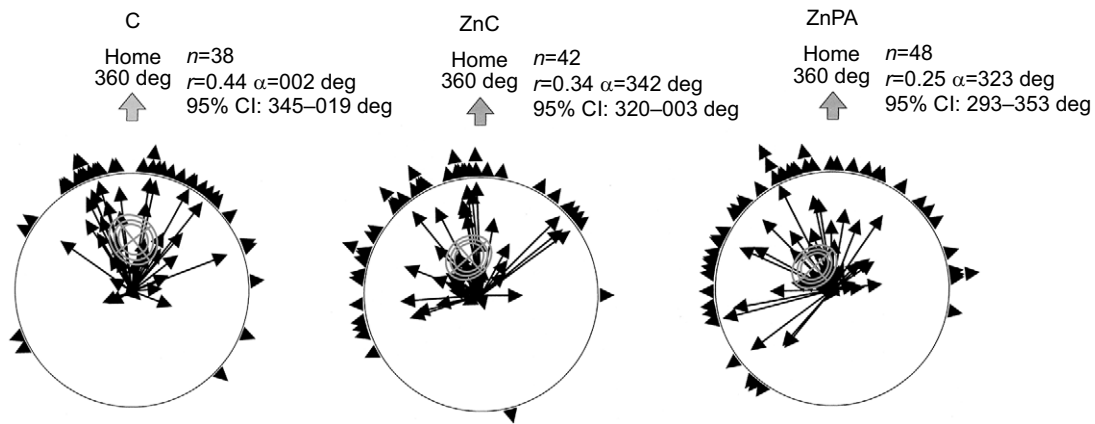 C
Home
360 deg
n=38
r=0.44 α=002 deg
95% CI: 345–019 deg
ZnC
Home
360 deg
n=42
r=0.34 α=342 deg
95% CI: 320–003 deg
ZnPA
Home
360 deg
n=48
r=0.25 α=323 deg
95% CI: 293–353 deg